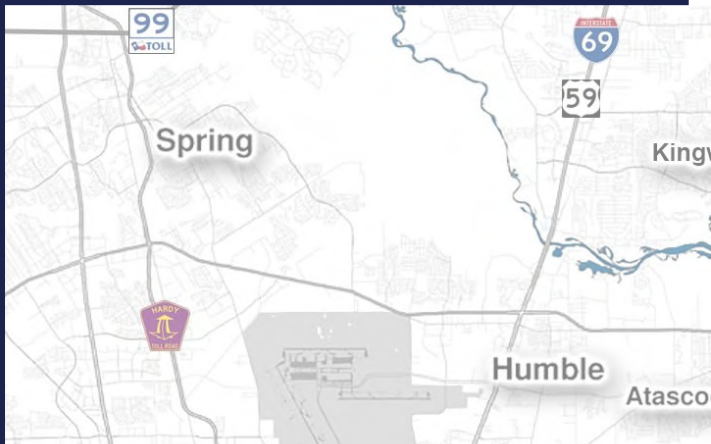 99
TOLL
INTERSTATE
69
59
Spring
Kingw
HARDY
TOLL ROAD
Humble
Atasco